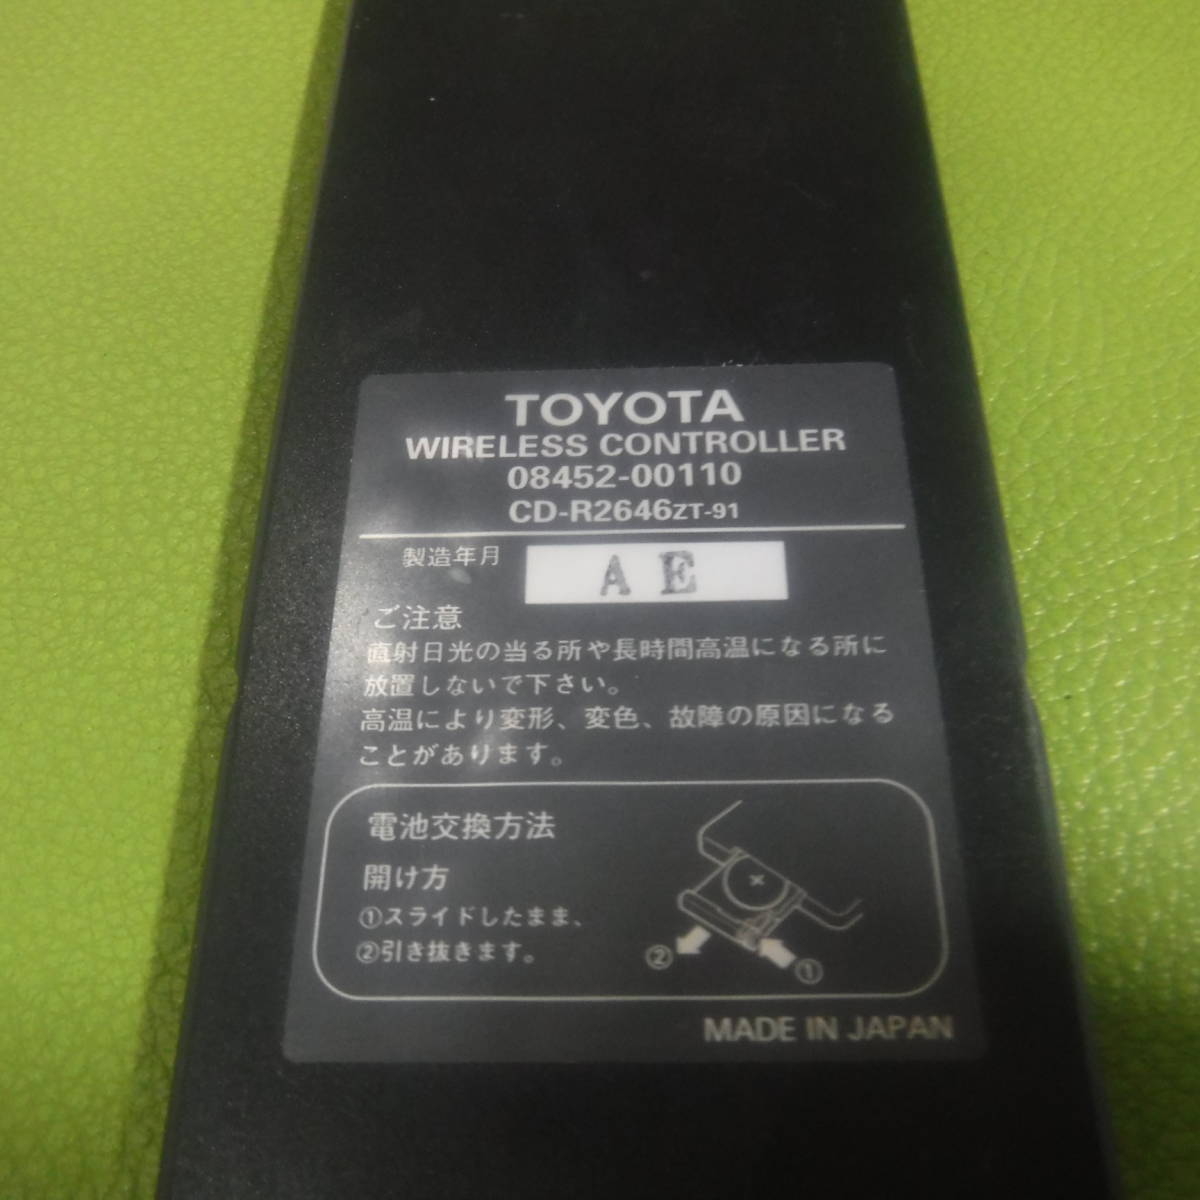 TOYOTA
WIRELESS CONTROLLER
08452-00110
CD-R2646ZT-91
製造年月 A E
ご注意
直射日光の当る所や長時間高温になる所に
放置しないで下さい。
高温により変形、変色、故障の原因になる
ことがあります。
電池交換方法
開け方
①スライドしたまま、
②引き抜きます。
② ①
MADE IN JAPAN